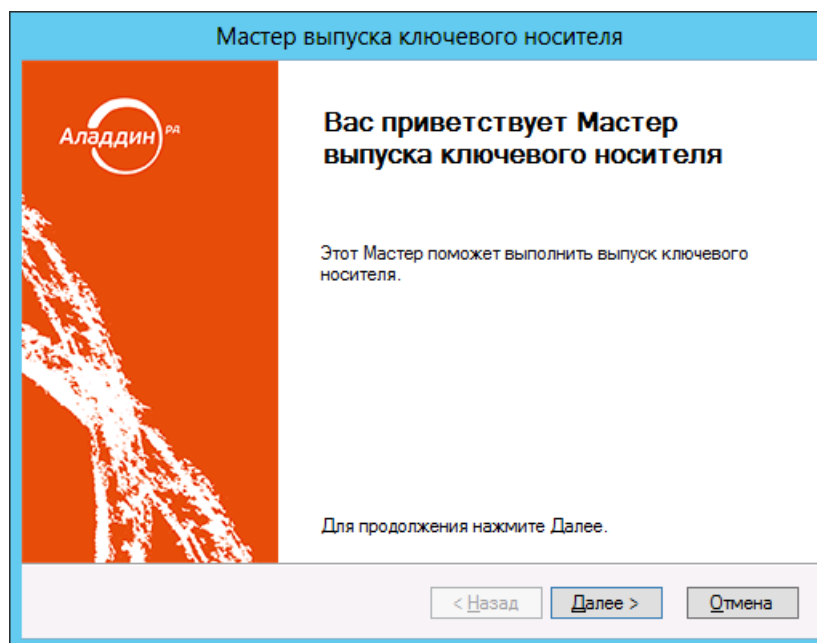 Мастер выпуска ключевого носителя
Аладдин РД
Вас приветствует Мастер
выпуска ключевого носителя
Этот Мастер поможет выполнить выпуск ключевого
носителя.
Для продолжения нажмите Далее.
< Назад Далее > Отмена